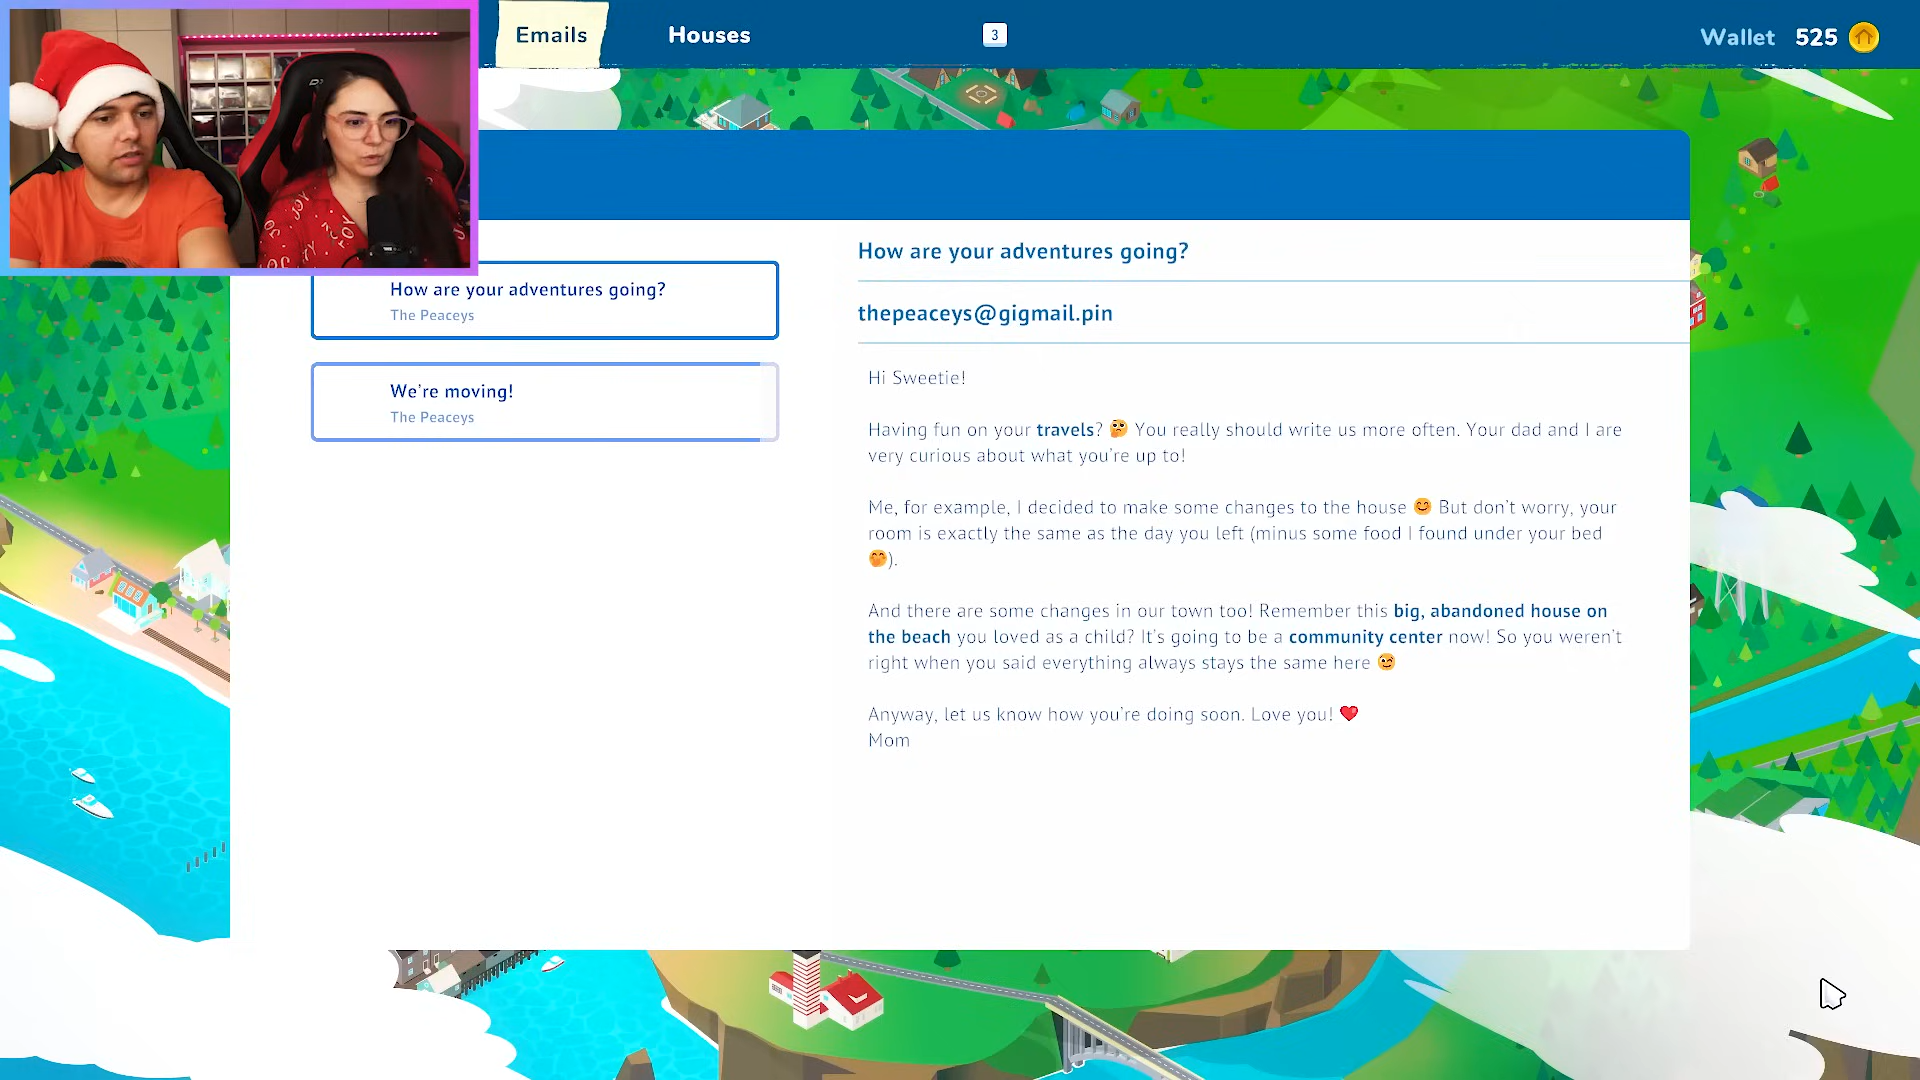 Emails
Houses
3
Wallet 525
How are your adventures going?
The Peaceys
We're moving!
The Peaceys
How are your adventures going?
thepeaceys@gigmail.pin
Hi Sweetie!
Having fun on your travels? 🤔 You really should write us more often. Your dad and I are
very curious about what you're up to!
Me, for example, I decided to make some changes to the house 😊 But don't worry, your
room is exactly the same as the day you left (minus some food I found under your bed
🤭).
And there are some changes in our town too! Remember this big, abandoned house on
the beach you loved as a child? It's going to be a community center now! So you weren't
right when you said everything always stays the same here 😉
Anyway, let us know how you're doing soon. Love you! ❤️
Mom